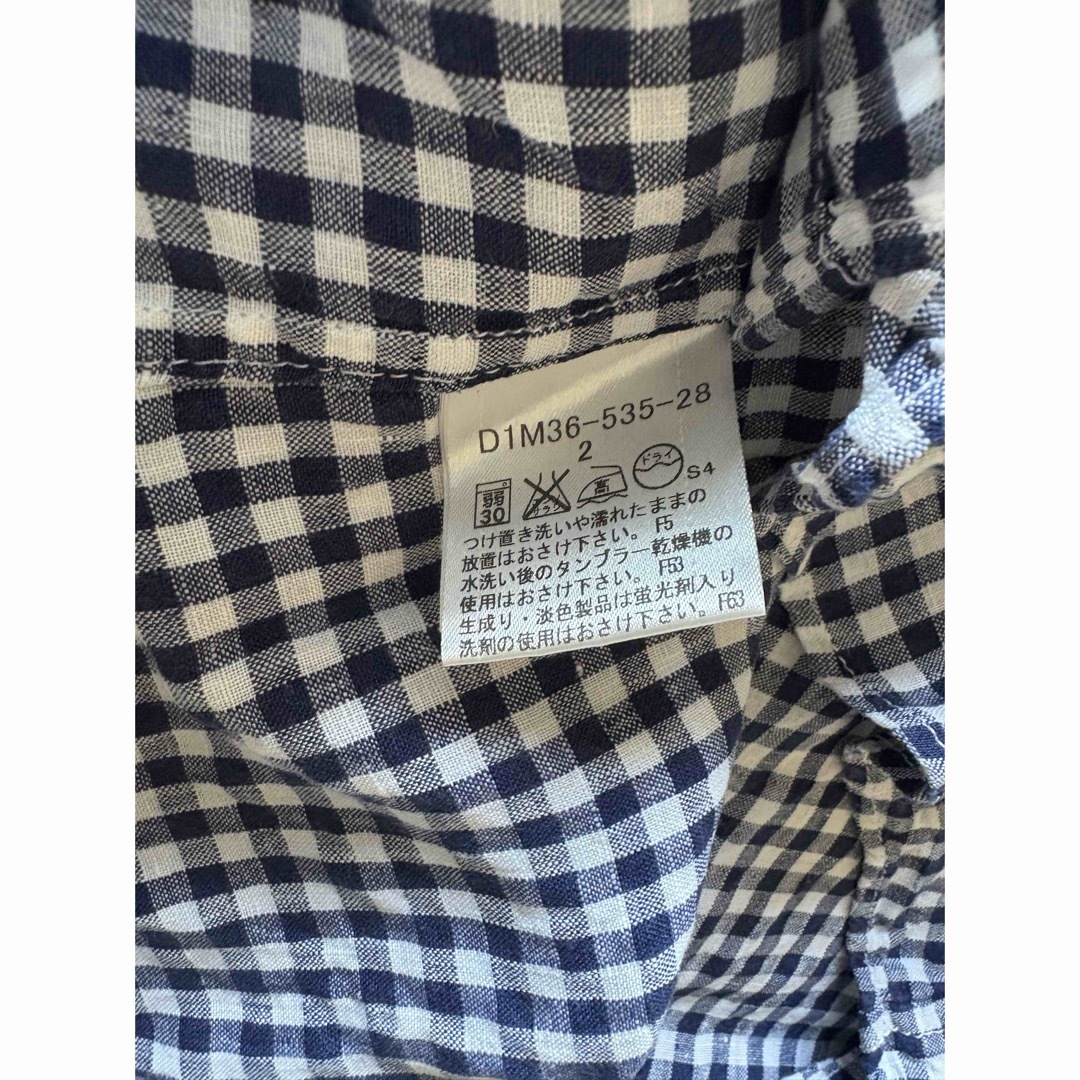 D1M36-535-28
2
弱 30 サラシ 高 ドライ S4
つけ置き洗いや濡れたままの
放置はおさけ下さい。 F5
水洗い後のタンブラー乾燥機の
使用はおさけ下さい。 F53
生成り・淡色製品は蛍光剤入り
洗剤の使用はおさけ下さい。F63